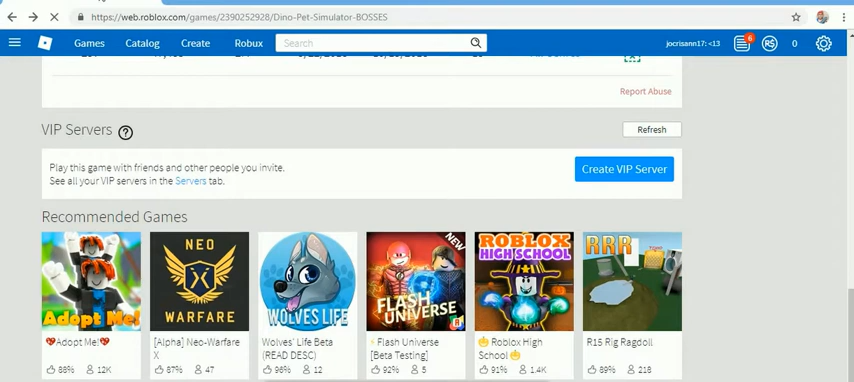 https://web.roblox.com/games/2390252928/Dino-Pet-Simulator-BOSSES
Games Catalog Create Robux Search jocrisann17: <13 6 R$ 0
Report Abuse
VIP Servers ? Refresh
Play this game with friends and other people you invite.
See all your VIP servers in the Servers tab.
Create VIP Server
Recommended Games
Adopt Me!
NEO
X
WARFARE
WOLVES LIFE
NEW
FLASH
UNIVERSE
ROBLOX
HIGH SCHOOL
RRR
💖Adopt Me!💖
88% 12K
[Alpha] Neo-Warfare
X
87% 47
Wolves' Life Beta
(READ DESC)
96% 12
⚡Flash Universe
[Beta Testing]
92% 5
🎃Roblox High
School🎃
91% 1.4K
R15 Rig Ragdoll
89% 218